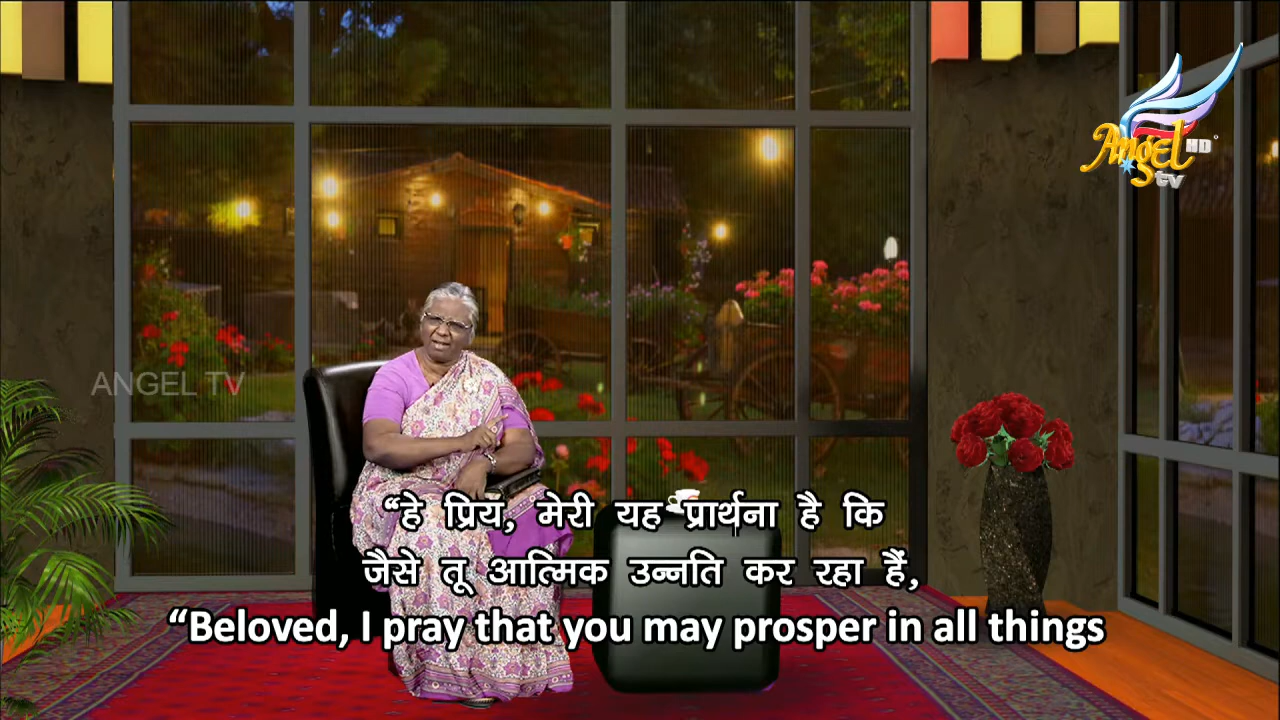 Angel HD
tv
ANGEL TV
“हे प्रिय, मेरी यह प्रार्थना है कि
जैसे तू आत्मिक उन्नति कर रहा हैं,
“Beloved, I pray that you may prosper in all things